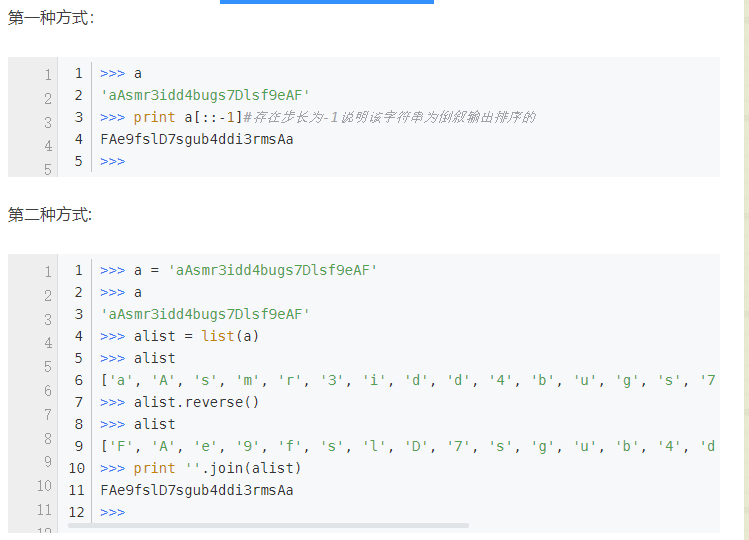 第一种方式：
1 1 >>> a
2 2 'aAsmr3idd4bugs7Dlsf9eAF'
3 3 >>> print a[::-1]#存在步长为-1说明该字符串为倒叙输出排序的
4 4 FAe9fslD7sgub4ddi3rmsAa
5 5 >>>
第二种方式:
1 1 >>> a = 'aAsmr3idd4bugs7Dlsf9eAF'
2 2 >>> a
3 3 'aAsmr3idd4bugs7Dlsf9eAF'
4 4 >>> alist = list(a)
5 5 >>> alist
6 6 ['a', 'A', 's', 'm', 'r', '3', 'i', 'd', 'd', '4', 'b', 'u', 'g', 's', '7
7 7 >>> alist.reverse()
8 8 >>> alist
9 9 ['F', 'A', 'e', '9', 'f', 's', 'l', 'D', '7', 's', 'g', 'u', 'b', '4', 'd
10 10 >>> print ''.join(alist)
11 11 FAe9fslD7sgub4ddi3rmsAa
12 12 >>>